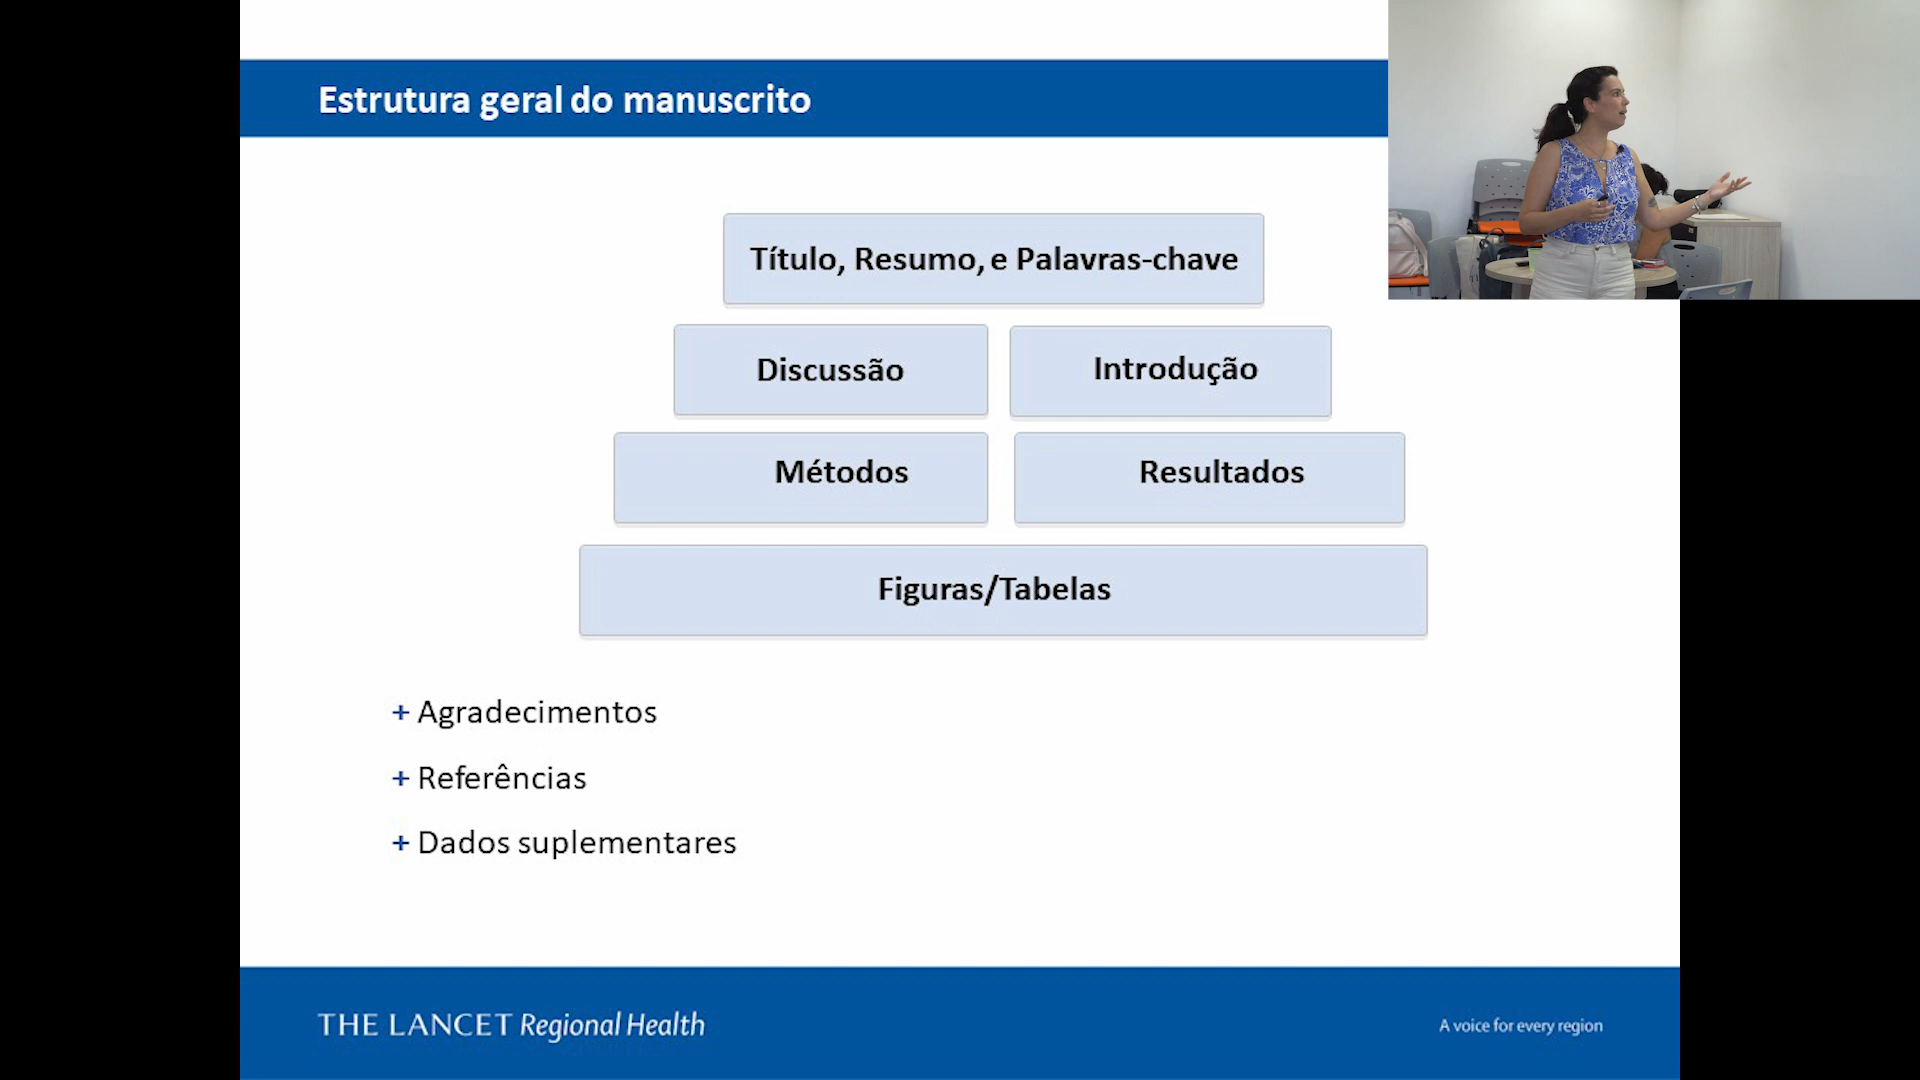 Estrutura geral do manuscrito
Título, Resumo, e Palavras-chave
Discussão
Introdução
Métodos
Resultados
Figuras/Tabelas
+ Agradecimentos
+ Referências
+ Dados suplementares
THE LANCET Regional Health
A voice for every region